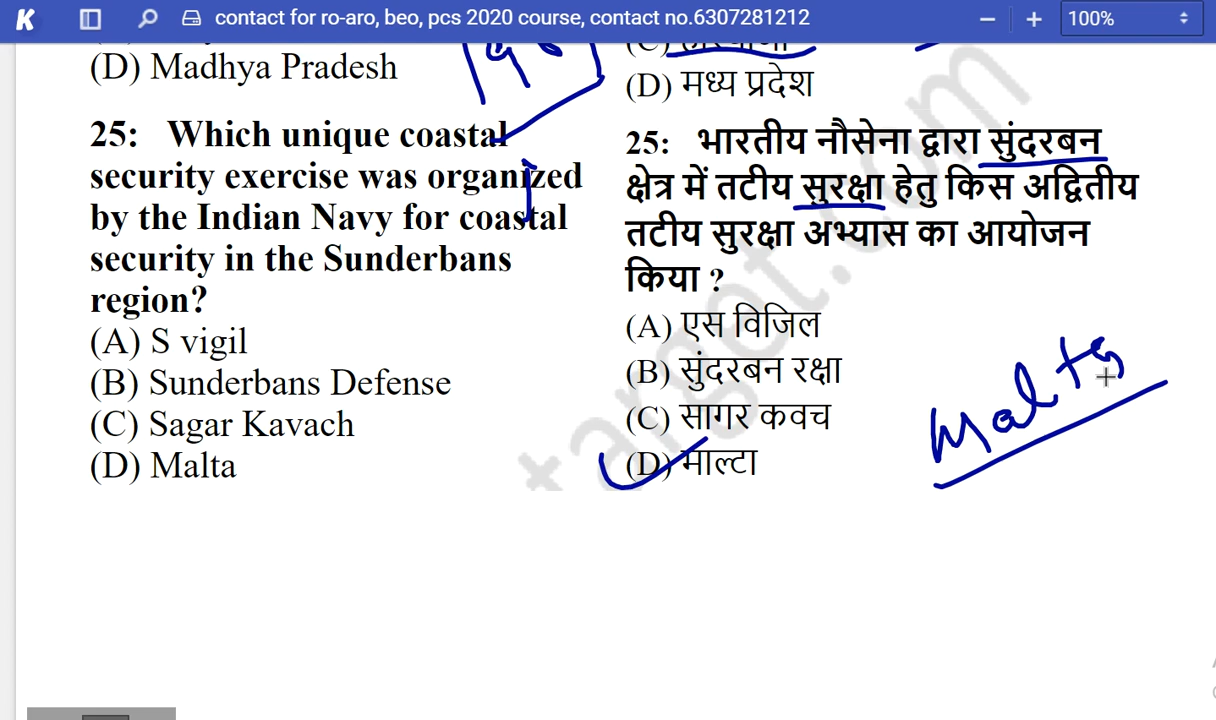 contact for ro-aro, beo, pcs 2020 course, contact no.6307281212
100%
(D) Madhya Pradesh
25: Which unique coastal
security exercise was organized
by the Indian Navy for coastal
security in the Sunderbans
region?
(A) S vigil
(B) Sunderbans Defense
(C) Sagar Kavach
(D) Malta
(D) मध्य प्रदेश
25: भारतीय नौसेना द्वारा सुंदरबन
क्षेत्र में तटीय सुरक्षा हेतु किस अद्वितीय
तटीय सुरक्षा अभ्यास का आयोजन
किया ?
(A) एस विजिल
(B) सुंदरबन रक्षा
(C) सागर कवच
(D) माल्टा
Malta
target.com